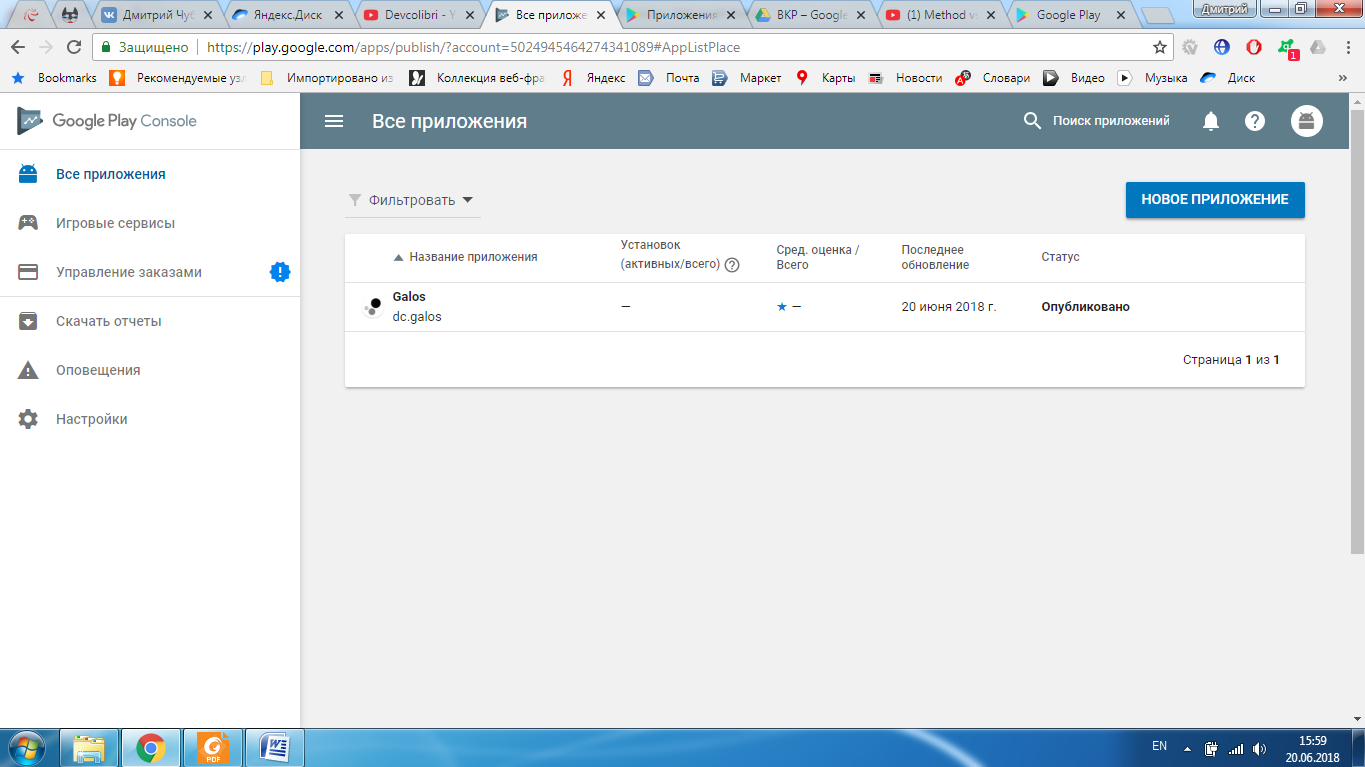 Дмитрий
Дмитрий Чуб
Яндекс.Диск
Devcolibri - Y
Все приложе
Приложения
ВКР – Google
(1) Method v
Google Play
Защищено
https://play.google.com/apps/publish/?account=5024945464274341089#AppListPlace
1
Bookmarks
Рекомендуемые узл
Импортировано из
Коллекция веб-фра
Яндекс
Почта
Маркет
Карты
Новости
Словари
Видео
Музыка
Диск
»
Google Play Console
Все приложения
Поиск приложений
Все приложения
Игровые сервисы
Управление заказами
Скачать отчеты
Оповещения
Настройки
Фильтровать
НОВОЕ ПРИЛОЖЕНИЕ
Название приложения
Установок
(активных/всего)
Сред. оценка /
Всего
Последнее
обновление
Статус
Galos
dc.galos
—
★ —
20 июня 2018 г.
Опубликовано
Страница 1 из 1
PDF
EN
15:59
20.06.2018